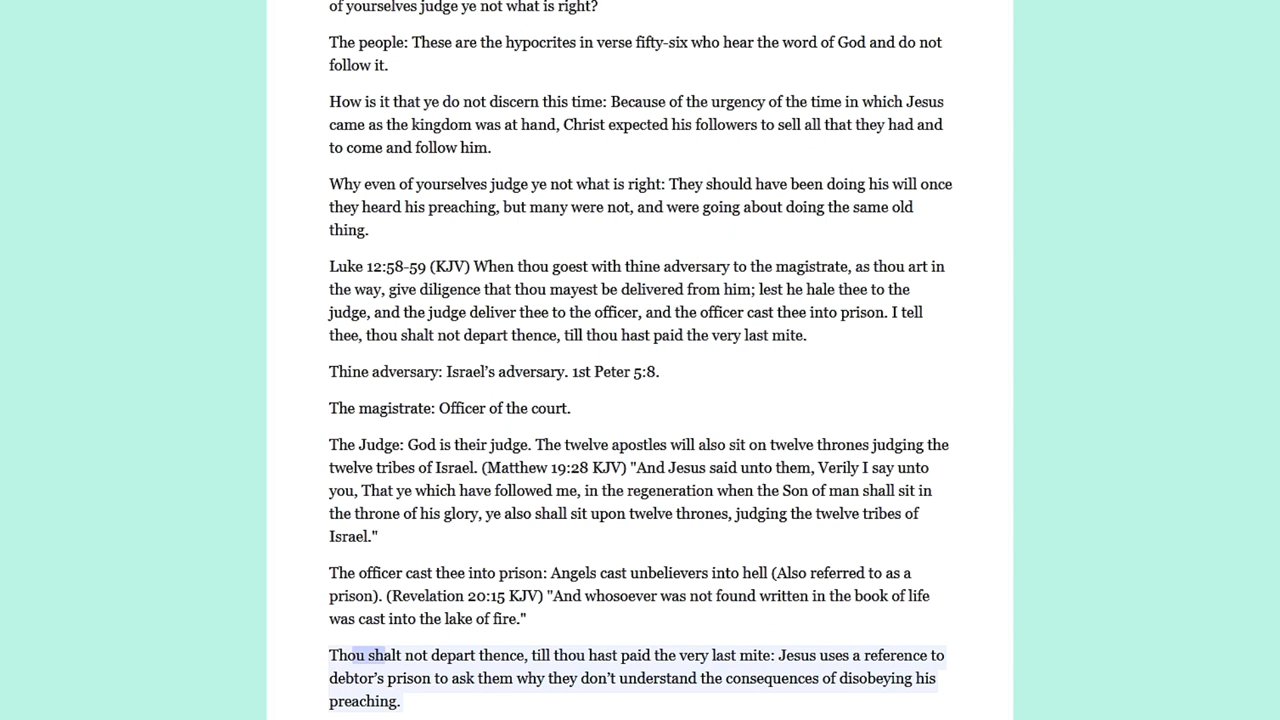 of yourselves judge ye not what is right?
The people: These are the hypocrites in verse fifty-six who hear the word of God and do not
follow it.
How is it that ye do not discern this time: Because of the urgency of the time in which Jesus
came as the kingdom was at hand, Christ expected his followers to sell all that they had and
to come and follow him.
Why even of yourselves judge ye not what is right: They should have been doing his will once
they heard his preaching, but many were not, and were going about doing the same old
thing.
Luke 12:58-59 (KJV) When thou goest with thine adversary to the magistrate, as thou art in
the way, give diligence that thou mayest be delivered from him; lest he hale thee to the
judge, and the judge deliver thee to the officer, and the officer cast thee into prison. I tell
thee, thou shalt not depart thence, till thou hast paid the very last mite.
Thine adversary: Israel’s adversary. 1st Peter 5:8.
The magistrate: Officer of the court.
The Judge: God is their judge. The twelve apostles will also sit on twelve thrones judging the
twelve tribes of Israel. (Matthew 19:28 KJV) "And Jesus said unto them, Verily I say unto
you, That ye which have followed me, in the regeneration when the Son of man shall sit in
the throne of his glory, ye also shall sit upon twelve thrones, judging the twelve tribes of
Israel."
The officer cast thee into prison: Angels cast unbelievers into hell (Also referred to as a
prison). (Revelation 20:15 KJV) "And whosoever was not found written in the book of life
was cast into the lake of fire."
Thou shalt not depart thence, till thou hast paid the very last mite: Jesus uses a reference to
debtor’s prison to ask them why they don’t understand the consequences of disobeying his
preaching.